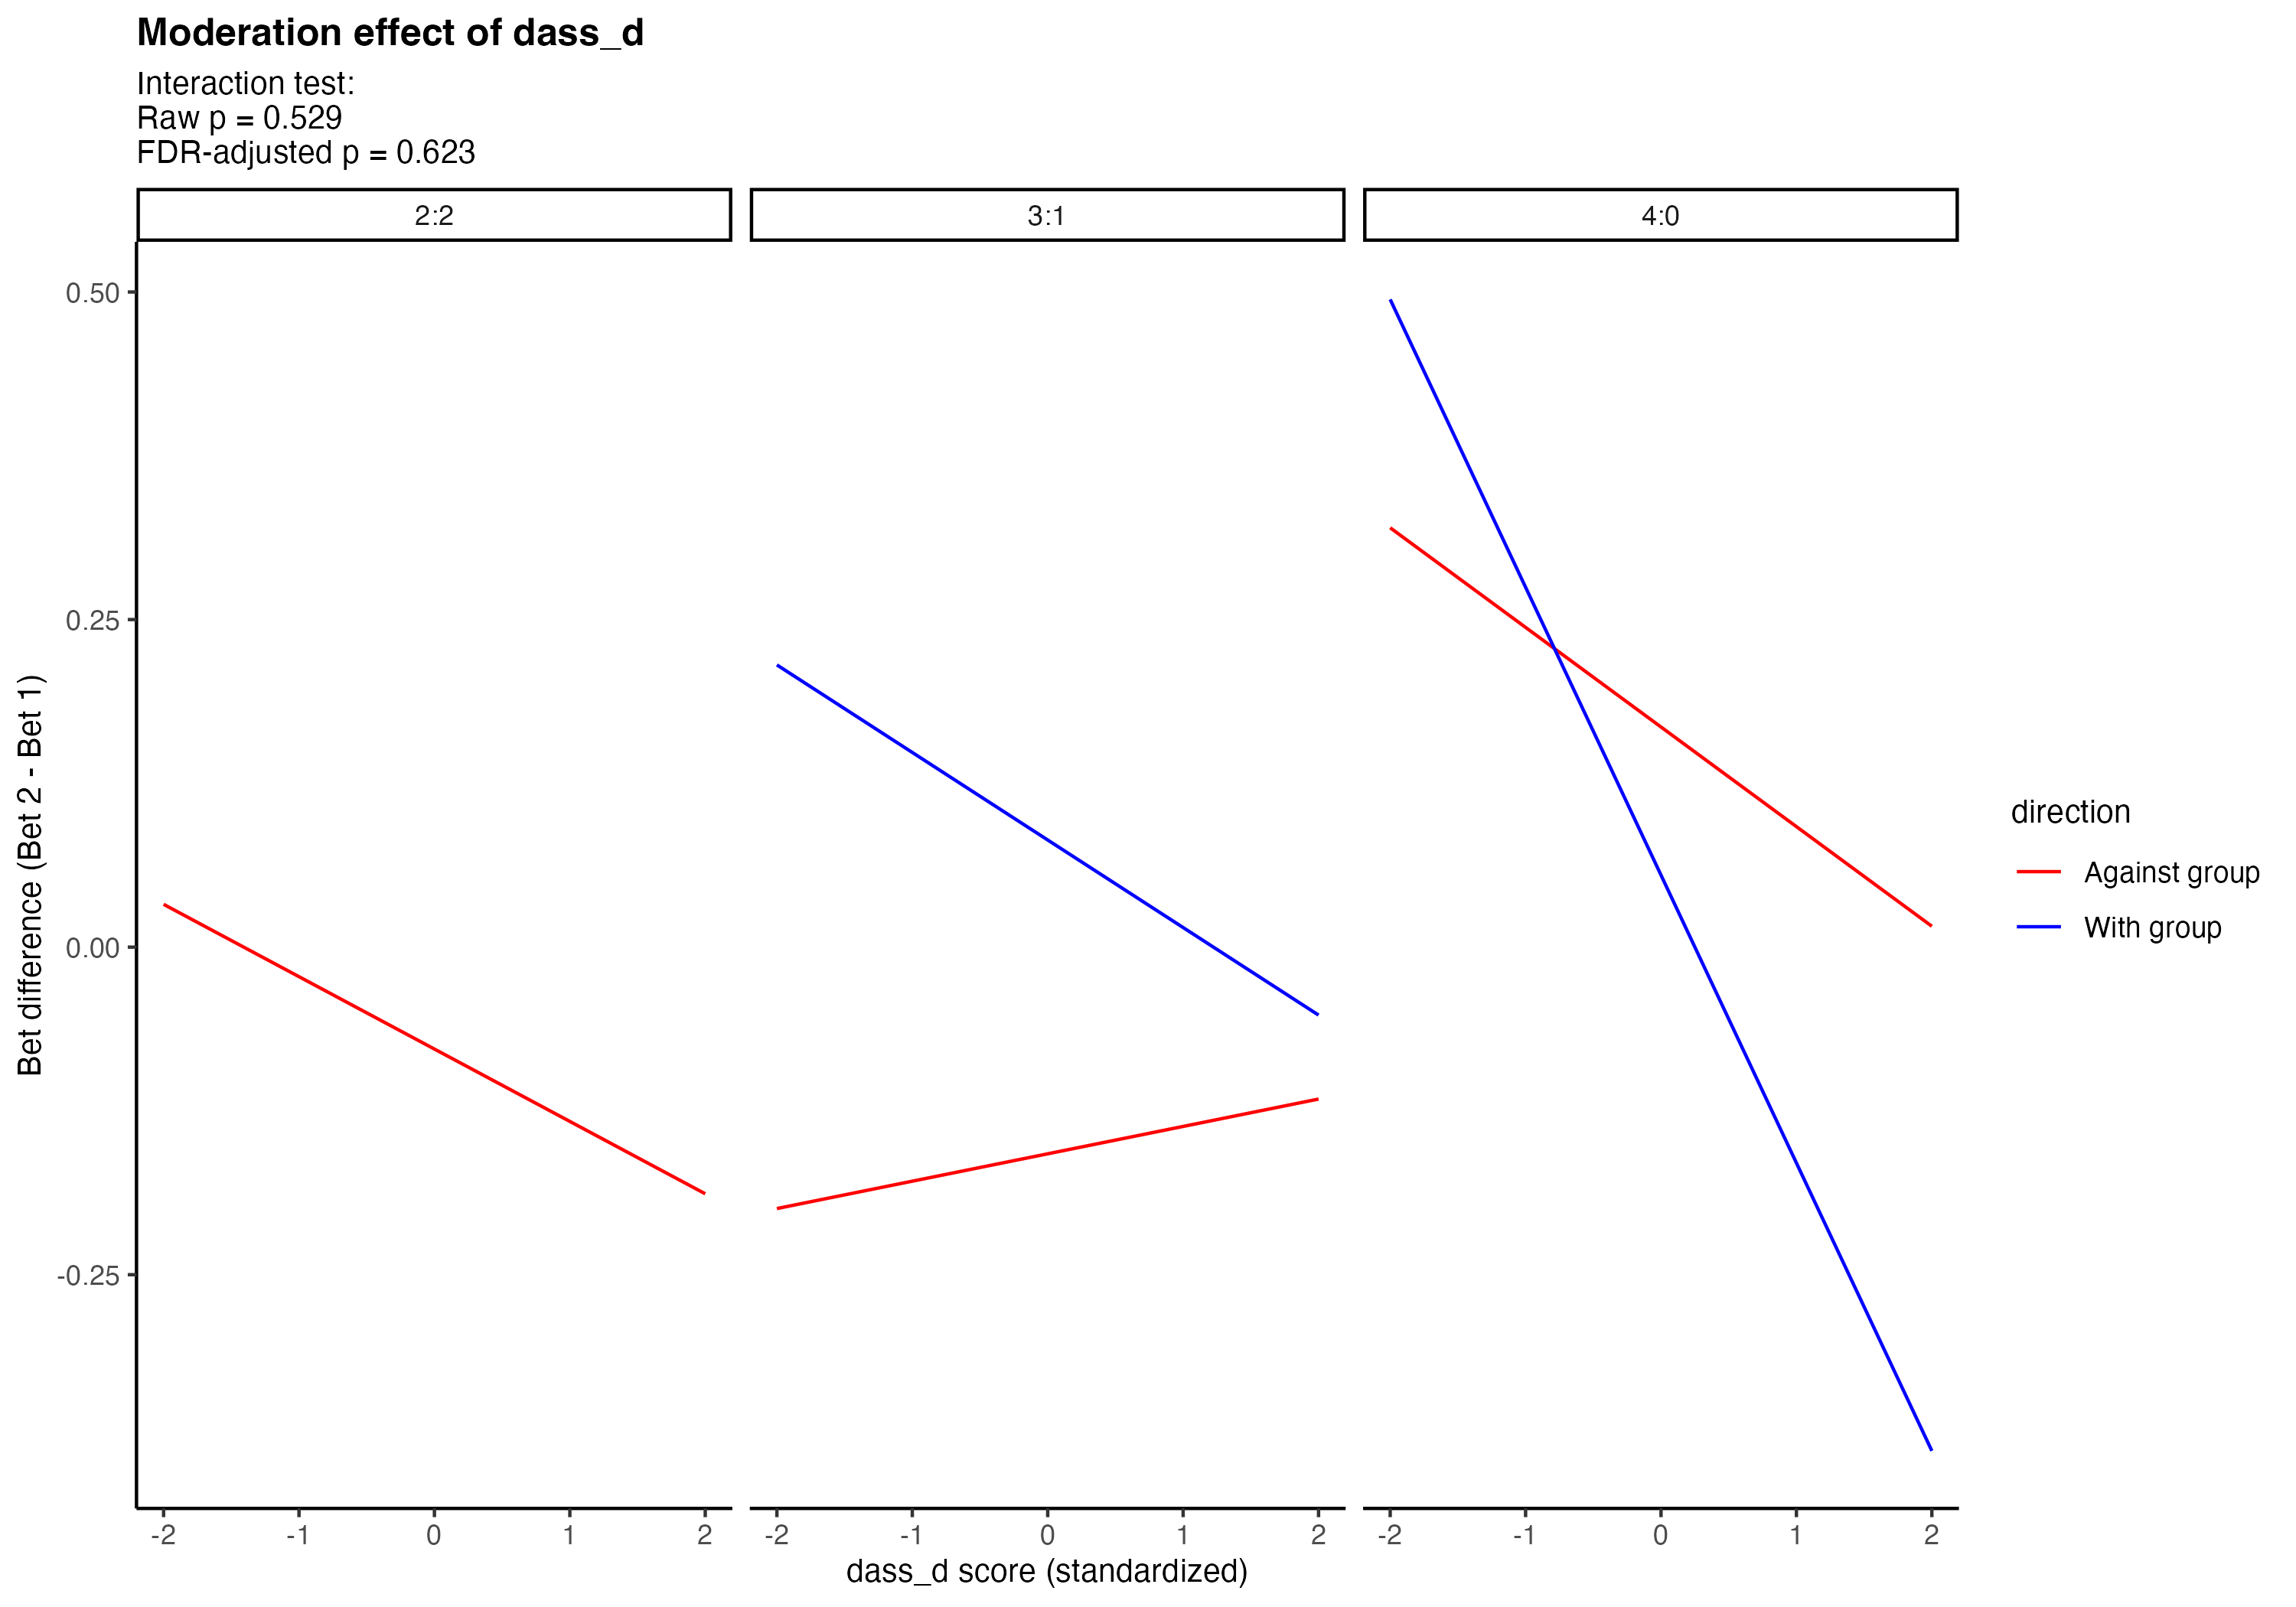 Moderation effect of dass_d
Interaction test:
Raw p = 0.529
FDR-adjusted p = 0.623
2:2
3:1
4:0
0.50
0.25
0.00
-0.25
Bet difference (Bet 2 - Bet 1)
-2 -1 0 1 2
-2 -1 0 1 2
-2 -1 0 1 2
dass_d score (standardized)
direction
Against group
With group